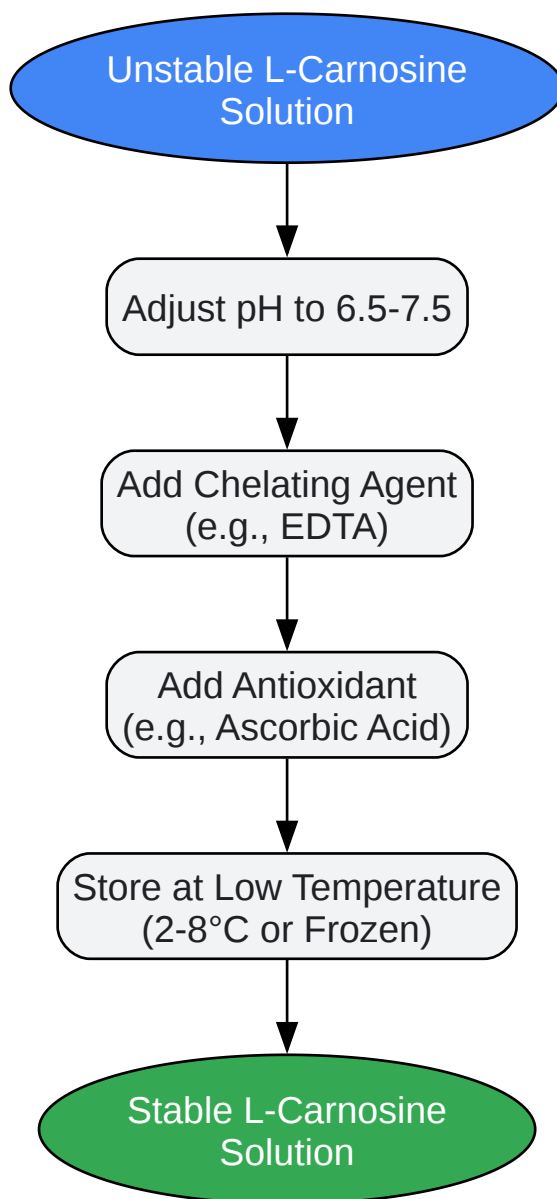 Unstable L-Carnosine
Solution
Adjust pH to 6.5-7.5
Add Chelating Agent
(e.g., EDTA)
Add Antioxidant
(e.g., Ascorbic Acid)
Store at Low Temperature
(2-8°C or Frozen)
Stable L-Carnosine
Solution